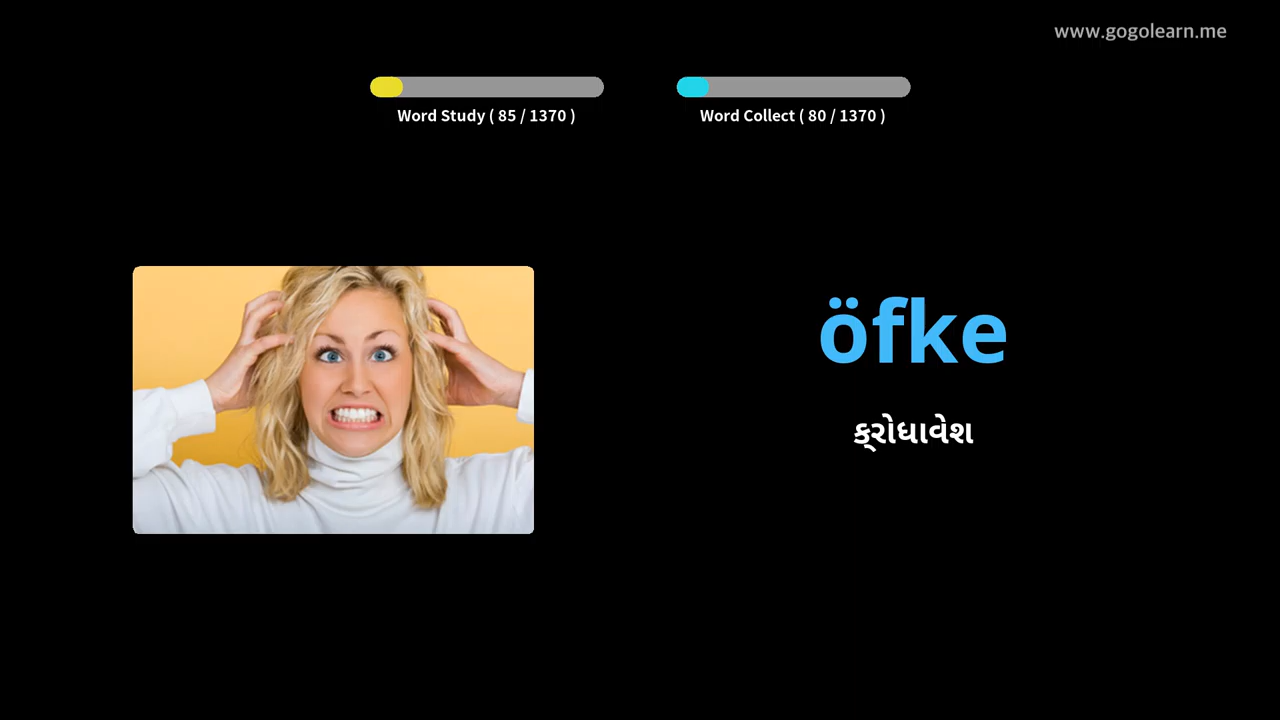 www.gogolearn.me
Word Study ( 85 / 1370 )
Word Collect ( 80 / 1370 )
öfke
ક્રોધાવેશ